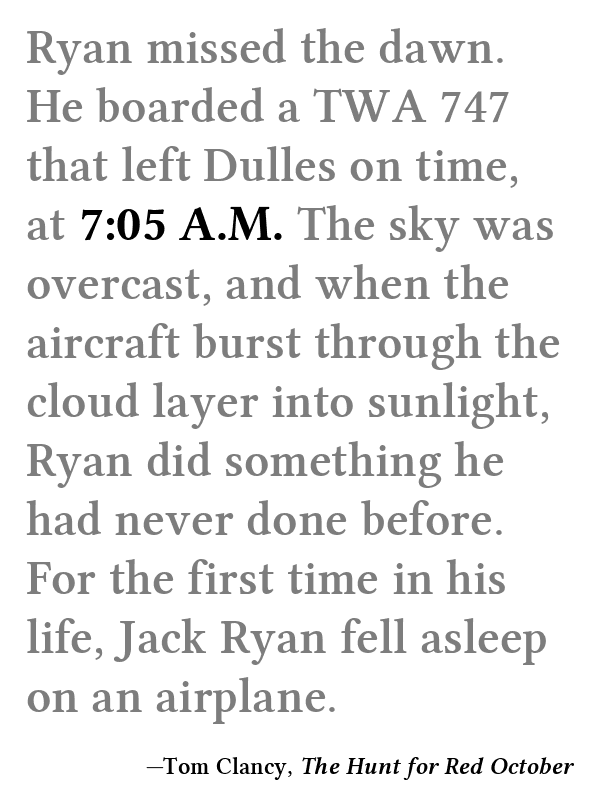 Ryan missed the dawn.
He boarded a TWA 747
that left Dulles on time,
at 7:05 A.M. The sky was
overcast, and when the
aircraft burst through the
cloud layer into sunlight,
Ryan did something he
had never done before.
For the first time in his
life, Jack Ryan fell asleep
on an airplane.
—Tom Clancy, The Hunt for Red October